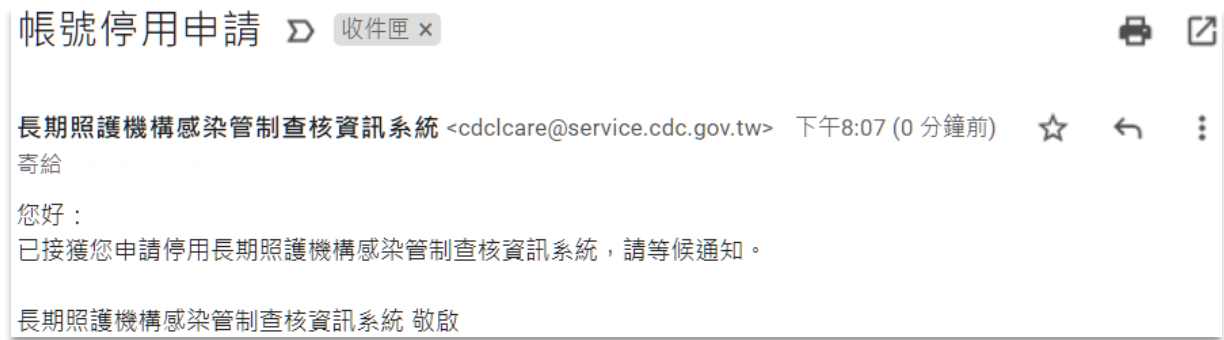 帳號停用申請 收件匣 ×
長期照護機構感染管制查核資訊系統 <cdclcare@service.cdc.gov.tw> 下午8:07 (0 分鐘前)
寄給
您好：
已接獲您申請停用長期照護機構感染管制查核資訊系統，請等候通知。
長期照護機構感染管制查核資訊系統 敬啟